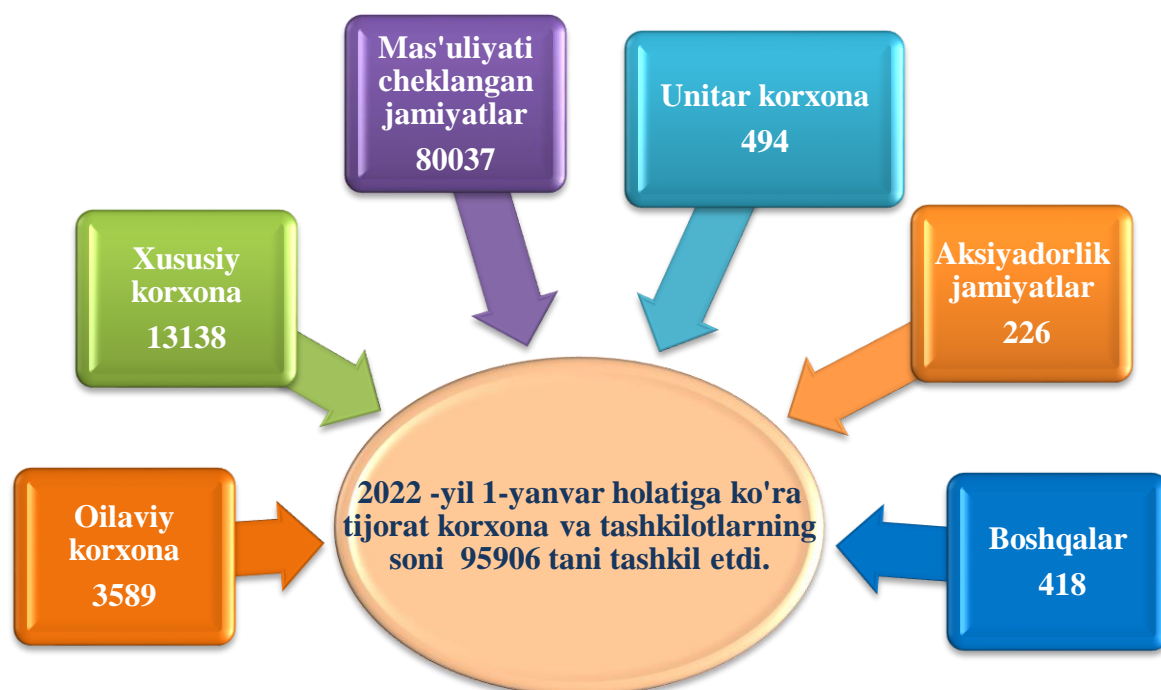 Mas'uliyati
cheklangan
jamiyatlar
80037
Unitar korxona
494
Xususiy
korxona
13138
Aksiyadorlik
jamiyatlar
226
Oilaviy
korxona
3589
2022 -yil 1-yanvar holatiga ko'ra
tijorat korxona va tashkilotlarning
soni 95906 tani tashkil etdi.
Boshqalar
418